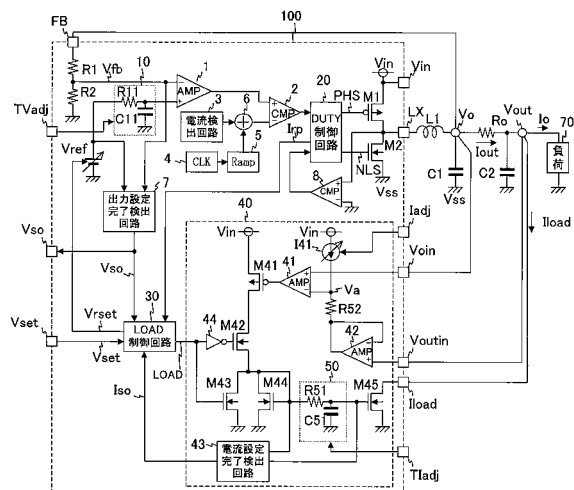 100
FB
R1
Vfb
10
1
R2
R11
AMP
3
6
2
20
PHS
M1
Vin
Vin
TVadj
C11
電流検
出回路
CMP
DUTY
制御
回路
LX
L1
Vo
Ro
Vout
Io
70
負荷
4
CLK
Ramp
5
Irp
M2
Iout
Vref
8
CMP
NLS
Vss
C1
Vss
C2
7
出力設定
完了検出
回路
40
Iload
Vin
Vin
I41
Iadj
Vso
M41
41
AMP
Voin
Vso
Va
R52
30
Vrset
44
M42
42
AMP
Vset
LOAD
制御回路
Vset
LOAD
Voutin
50
M43
M44
R51
M45
Iload
Iso
C51
43
電流設定
完了検出
回路
TIadj